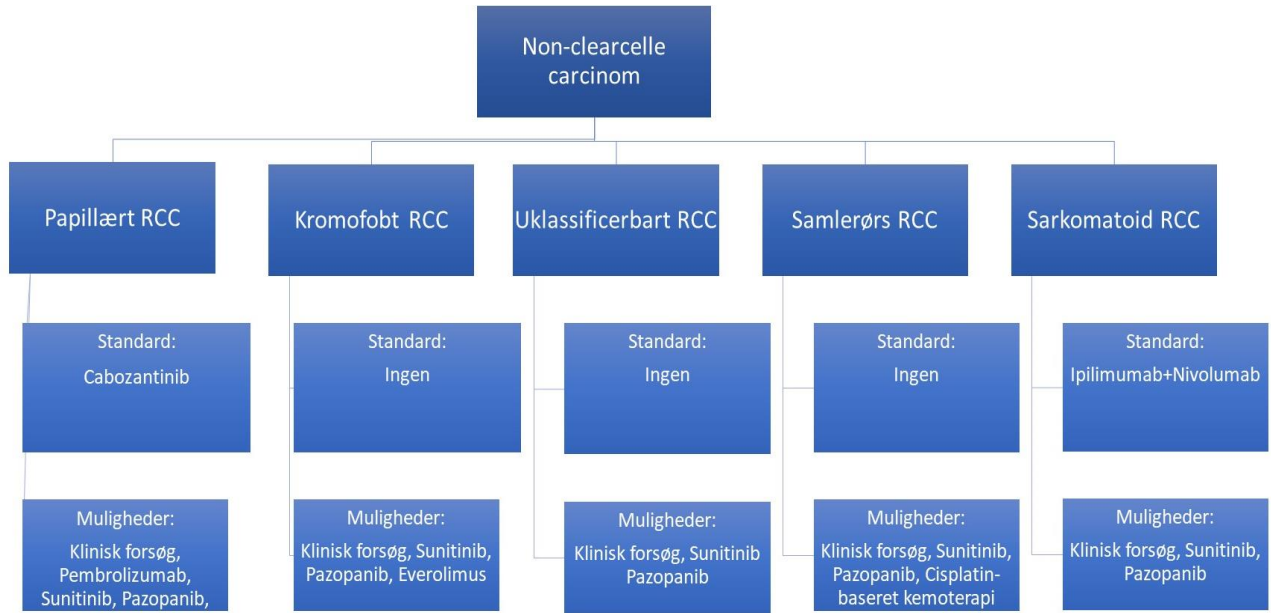 Non-clearcelle
carcinom
Papillært RCC
Kromofobt RCC
Uklassificerbart RCC
Samlerørs RCC
Sarkomatoid RCC
Standard:
Cabozantinib
Standard:
Ingen
Standard:
Ingen
Standard:
Ingen
Standard:
Ipilimumab+Nivolumab
Muligheder:
Klinisk forsøg,
Pembrolizumab,
Sunitinib, Pazopanib,
Muligheder:
Klinisk forsøg, Sunitinib,
Pazopanib, Everolimus
Muligheder:
Klinisk forsøg, Sunitinib
Pazopanib
Muligheder:
Klinisk forsøg, Sunitinib,
Pazopanib, Cisplatin-
baseret kemoterapi
Muligheder:
Klinisk forsøg, Sunitinib,
Pazopanib